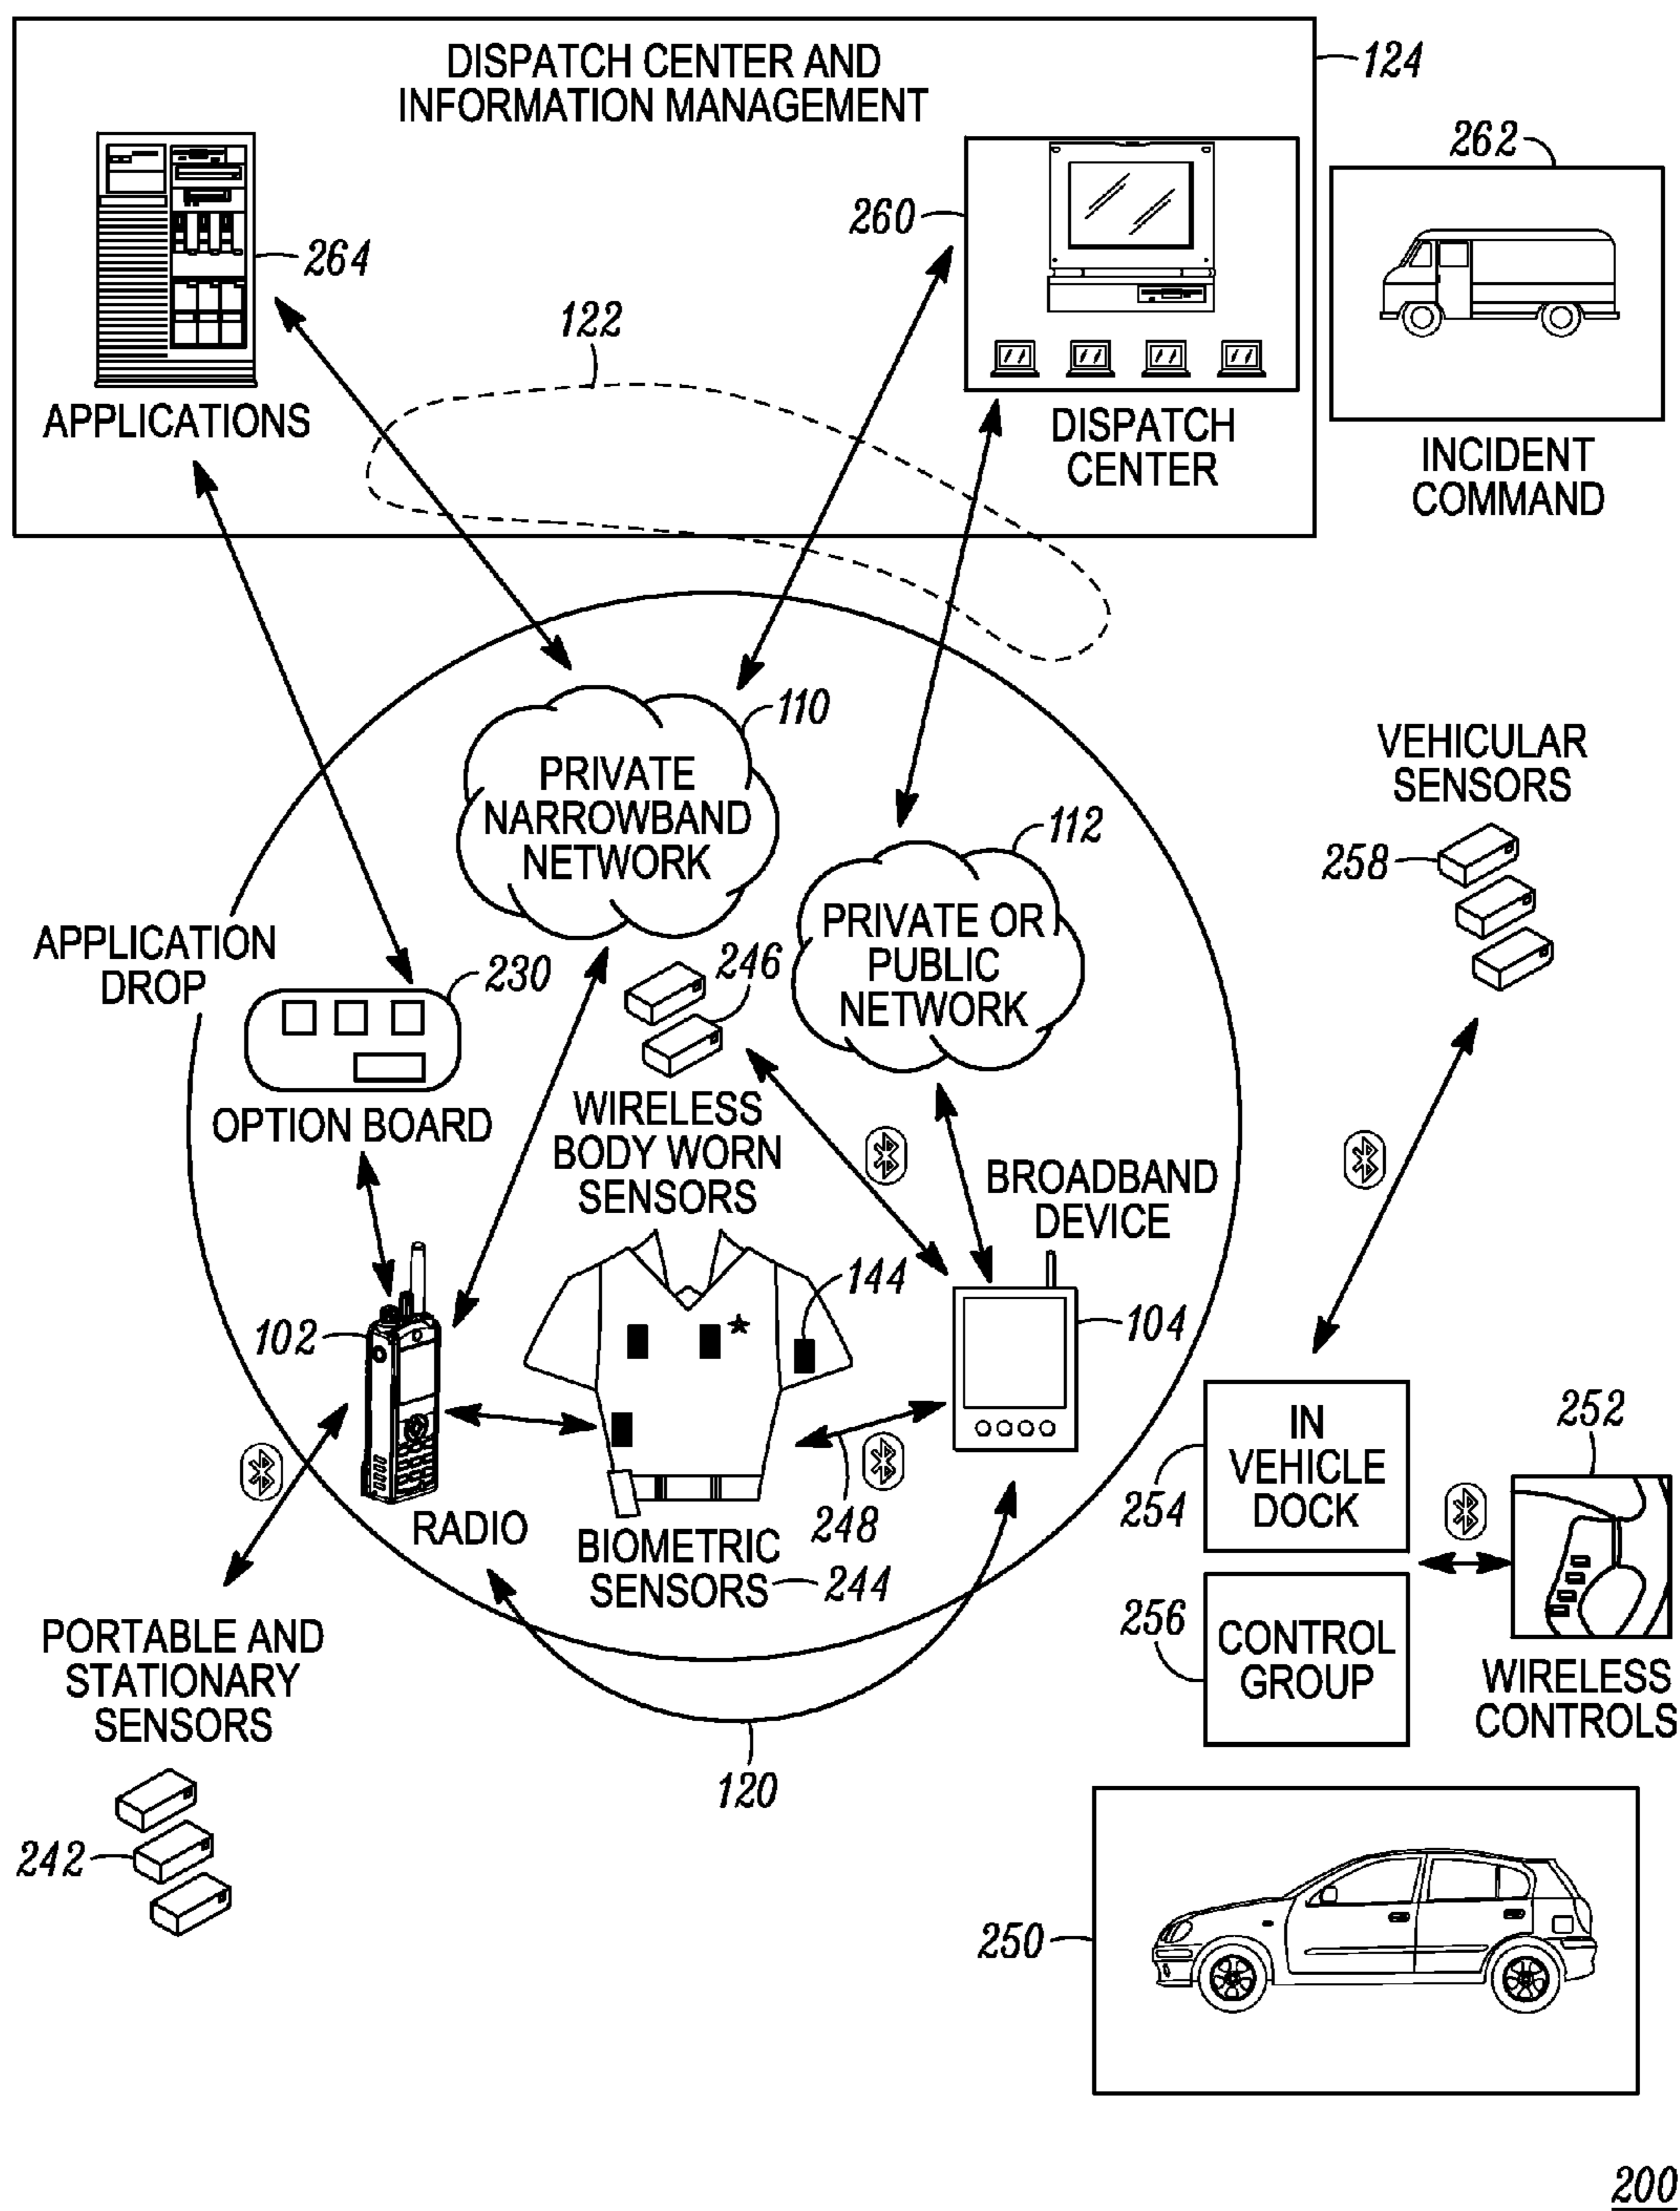 DISPATCH CENTER AND
INFORMATION MANAGEMENT
124
262
260
264
122
APPLICATIONS
DISPATCH
CENTER
INCIDENT
COMMAND
110
PRIVATE
NARROWBAND
NETWORK
VEHICULAR
SENSORS
112
258
PRIVATE OR
PUBLIC
NETWORK
APPLICATION
DROP
230
246
OPTION BOARD
WIRELESS
BODY WORN
SENSORS
BROADBAND
DEVICE
144
102
104
IN
VEHICLE
DOCK
252
254
RADIO
248
BIOMETRIC
SENSORS
244
256
CONTROL
GROUP
PORTABLE AND
STATIONARY
SENSORS
WIRELESS
CONTROLS
120
242
250
200